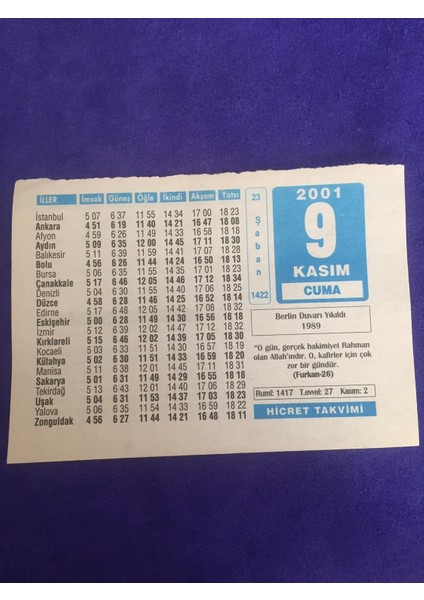 İLLER İmsak Güneş Öğle İkindi Akşam Yatsı
İstanbul 5 07 6 37 11 55 14 34 17 00 18 23
Ankara 4 51 6 19 11 40 14 21 16 47 18 08
Afyon 4 59 6 26 11 49 14 33 16 58 18 18
Aydın 5 09 6 35 12 00 14 45 17 11 18 30
Balıkesir 5 11 6 39 11 59 14 41 17 07 18 28
Bolu 4 56 6 26 11 44 14 24 16 50 18 13
Bursa 5 06 6 35 11 55 14 35 17 01 18 23
Çanakkale 5 17 6 46 12 05 14 46 17 12 18 34
Denizli 5 04 6 30 11 55 14 40 17 06 18 25
Düzce 4 58 6 28 11 46 14 25 16 52 18 14
Edirne 5 17 6 48 12 05 14 42 17 08 18 32
Eskişehir 5 00 6 28 11 49 14 30 16 56 18 18
İzmir 5 12 6 39 12 02 14 47 17 12 18 32
Kırklareli 5 15 6 46 12 02 14 39 17 05 18 30
Kocaeli 5 03 6 33 11 51 14 30 16 57 18 19
Kütahya 5 02 6 30 11 51 14 33 16 59 18 20
Manisa 5 11 6 38 12 01 14 45 17 11 18 31
Sakarya 5 01 6 31 11 49 14 29 16 55 18 18
Tekirdağ 5 13 6 43 12 01 14 40 17 06 18 29
Uşak 5 04 6 31 11 53 14 37 17 03 18 23
Yalova 5 06 6 35 11 54 14 33 16 59 18 22
Zonguldak 4 56 6 27 11 44 14 21 16 48 18 11
23
Şaban
1422
2001
9
KASIM
CUMA
Berlin Duvarı Yıkıldı
1989
"O gün, gerçek hakimiyet Rahman
olan Allah'ındır. O, kafirler için çok
zor bir gündür.
(Furkan-26)
Rumî: 1417 T.evvel: 27 Kasım: 2
HİCRET TAKVİMİ